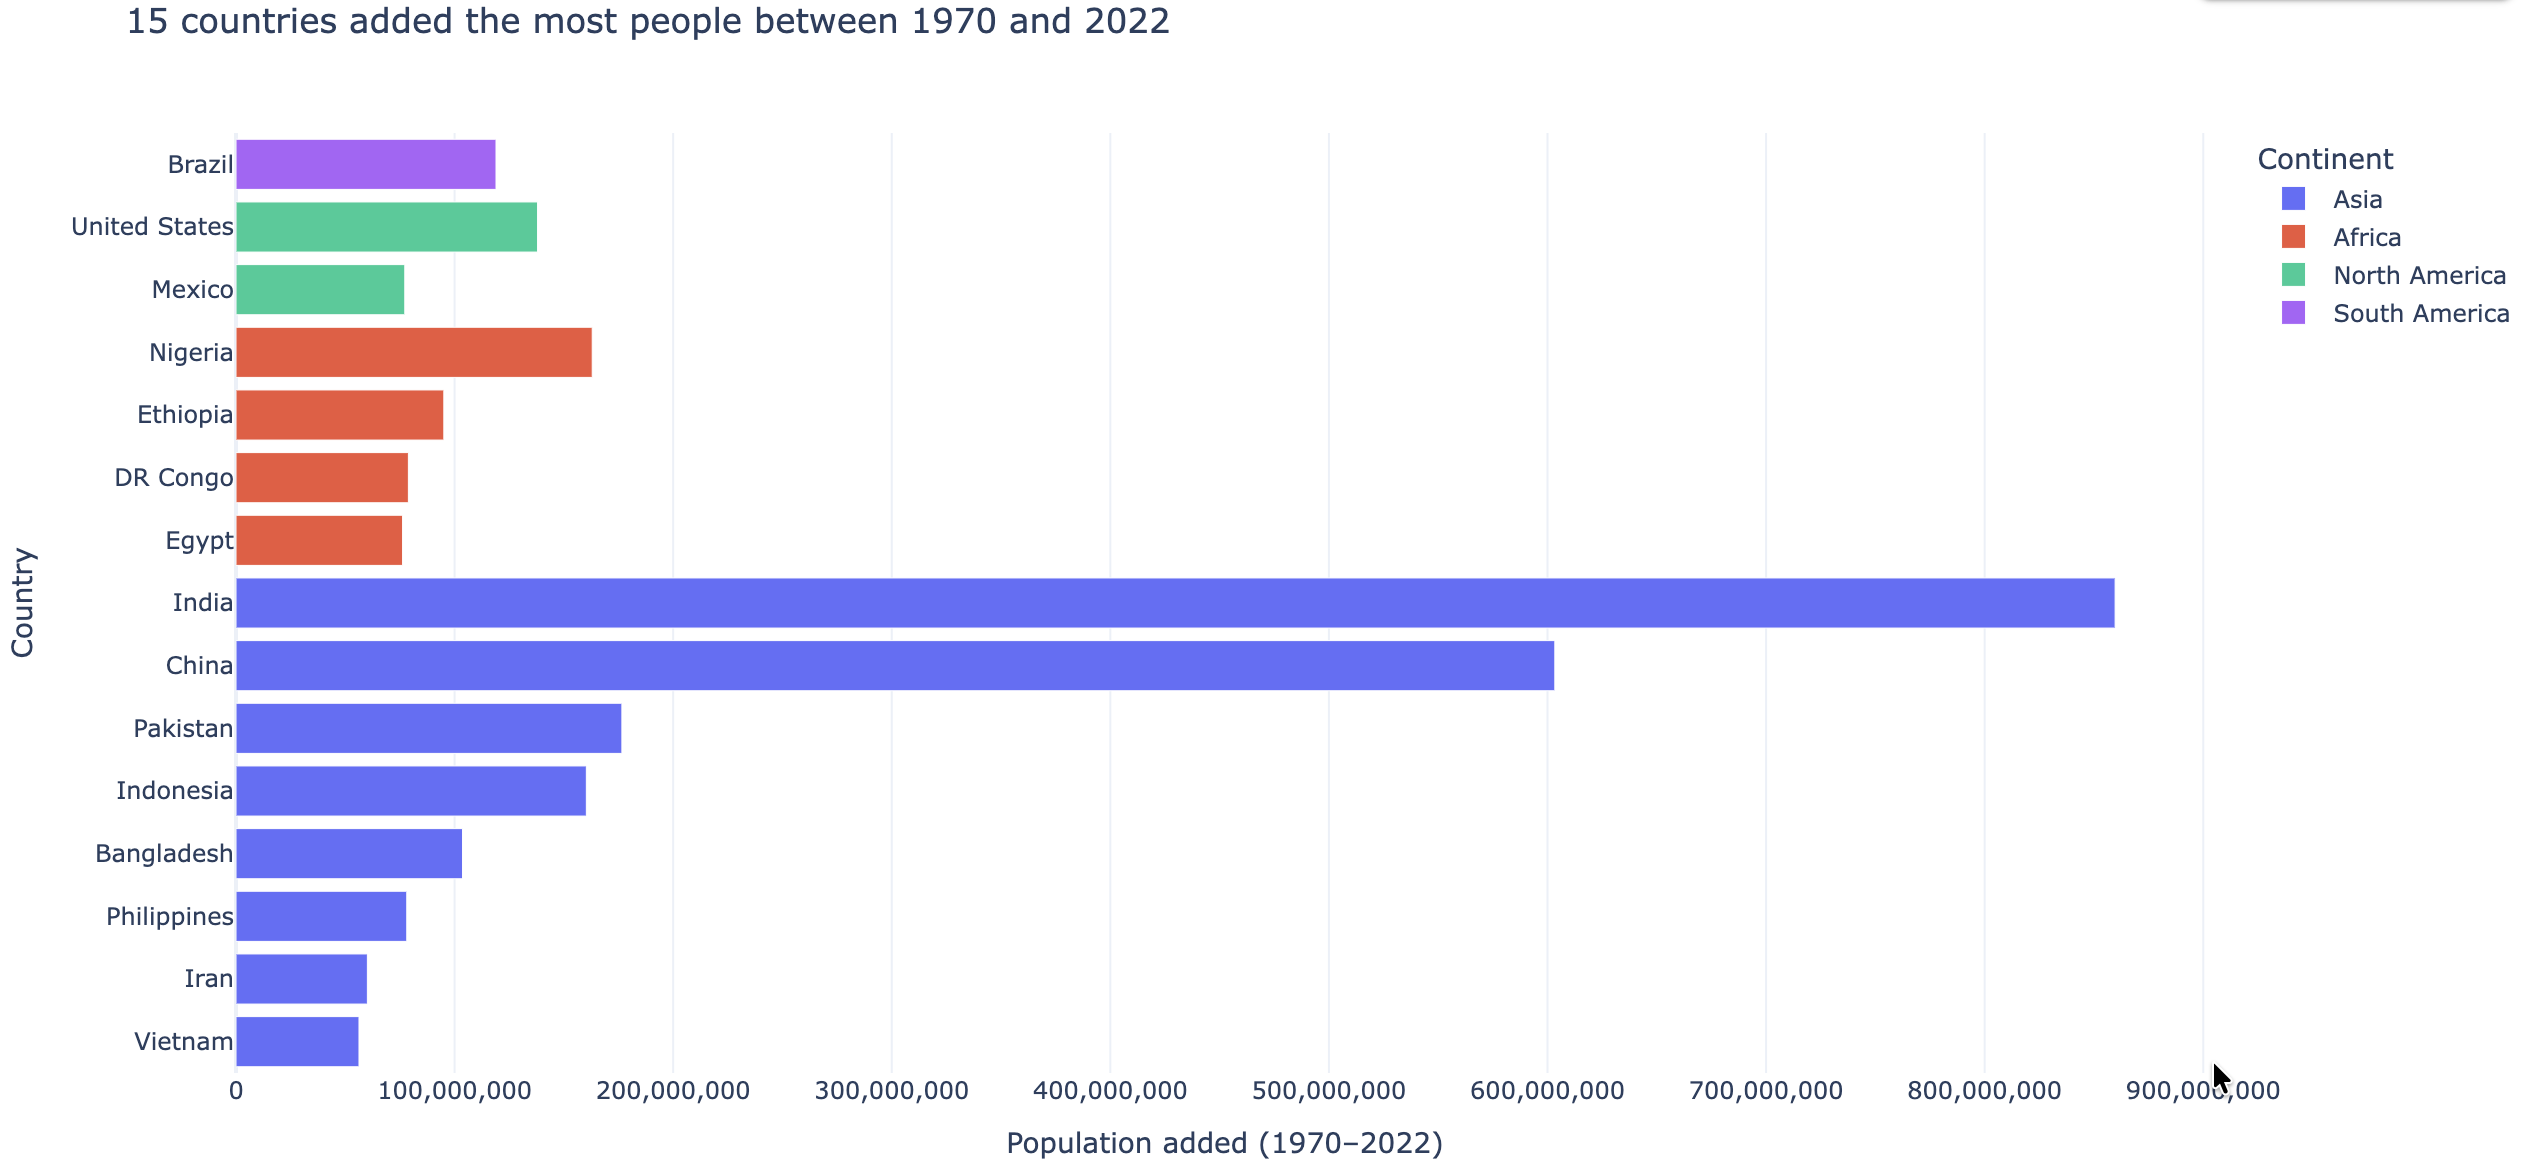 15 countries added the most people between 1970 and 2022
Continent
Asia
Africa
North America
South America
Country
Brazil
United States
Mexico
Nigeria
Ethiopia
DR Congo
Egypt
India
China
Pakistan
Indonesia
Bangladesh
Philippines
Iran
Vietnam
0 100,000,000 200,000,000 300,000,000 400,000,000 500,000,000 600,000,000 700,000,000 800,000,000 900,000,000
Population added (1970–2022)